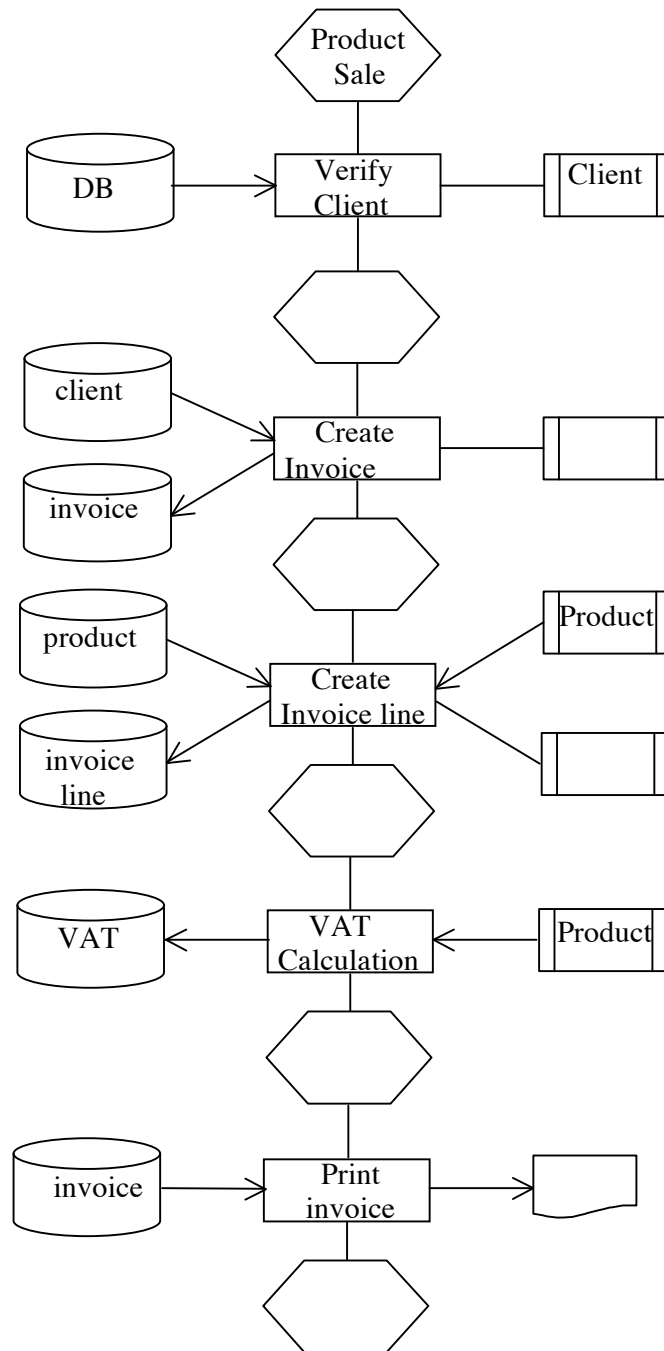 Product
Sale
DB
Verify
Client
Client
client
Create
Invoice
invoice
product
Create
Invoice line
Product
invoice
line
VAT
VAT
Calculation
Product
invoice
Print
invoice